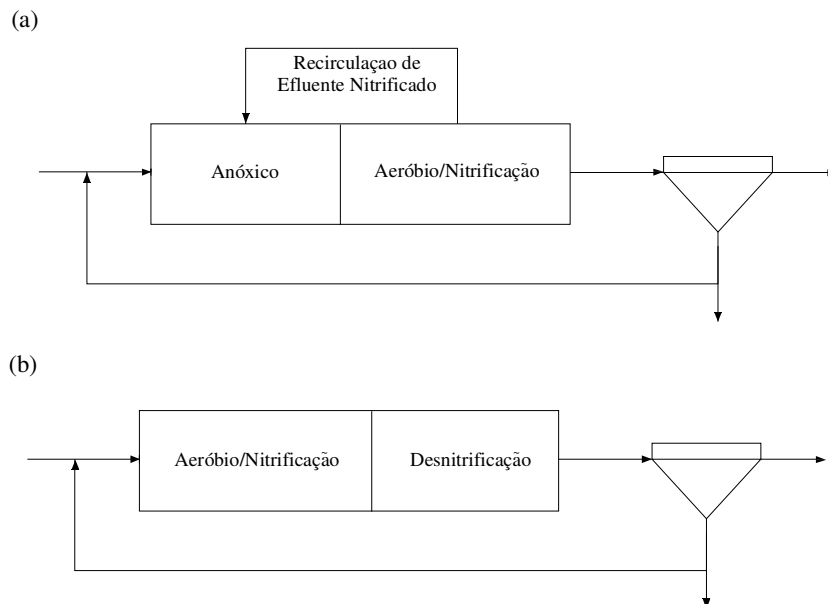 (a)
Recirculaçao de
Efluente Nitrificado
Anóxico
Aeróbio/Nitrificação
(b)
Aeróbio/Nitrificação
Desnitrificação